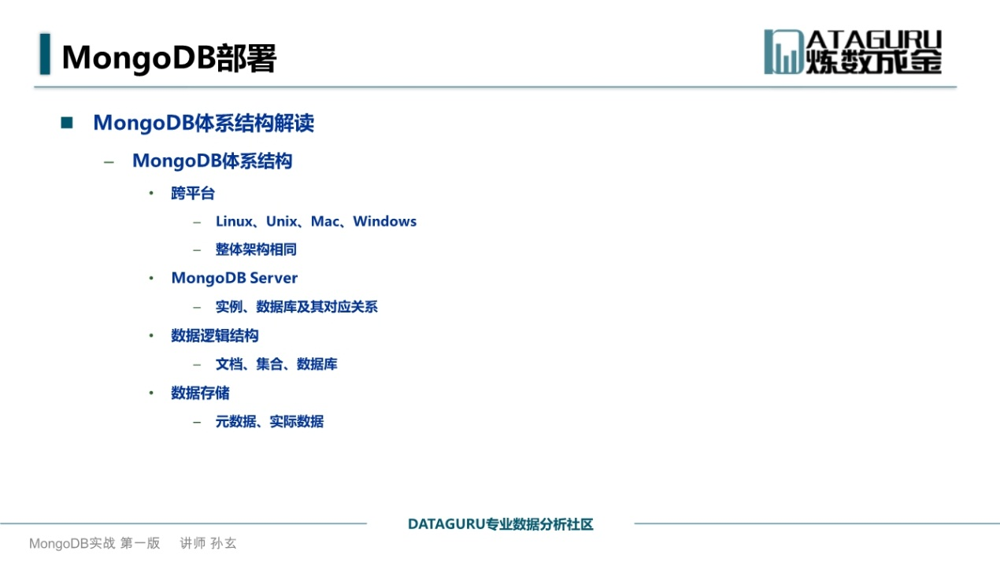 MongoDB部署
DATAGURU
炼数成金
■ MongoDB体系结构解读
– MongoDB体系结构
• 跨平台
– Linux、Unix、Mac、Windows
– 整体架构相同
• MongoDB Server
– 实例、数据库及其对应关系
• 数据逻辑结构
– 文档、集合、数据库
• 数据存储
– 元数据、实际数据
DATAGURU专业数据分析社区
MongoDB实战 第一版 讲师 孙玄